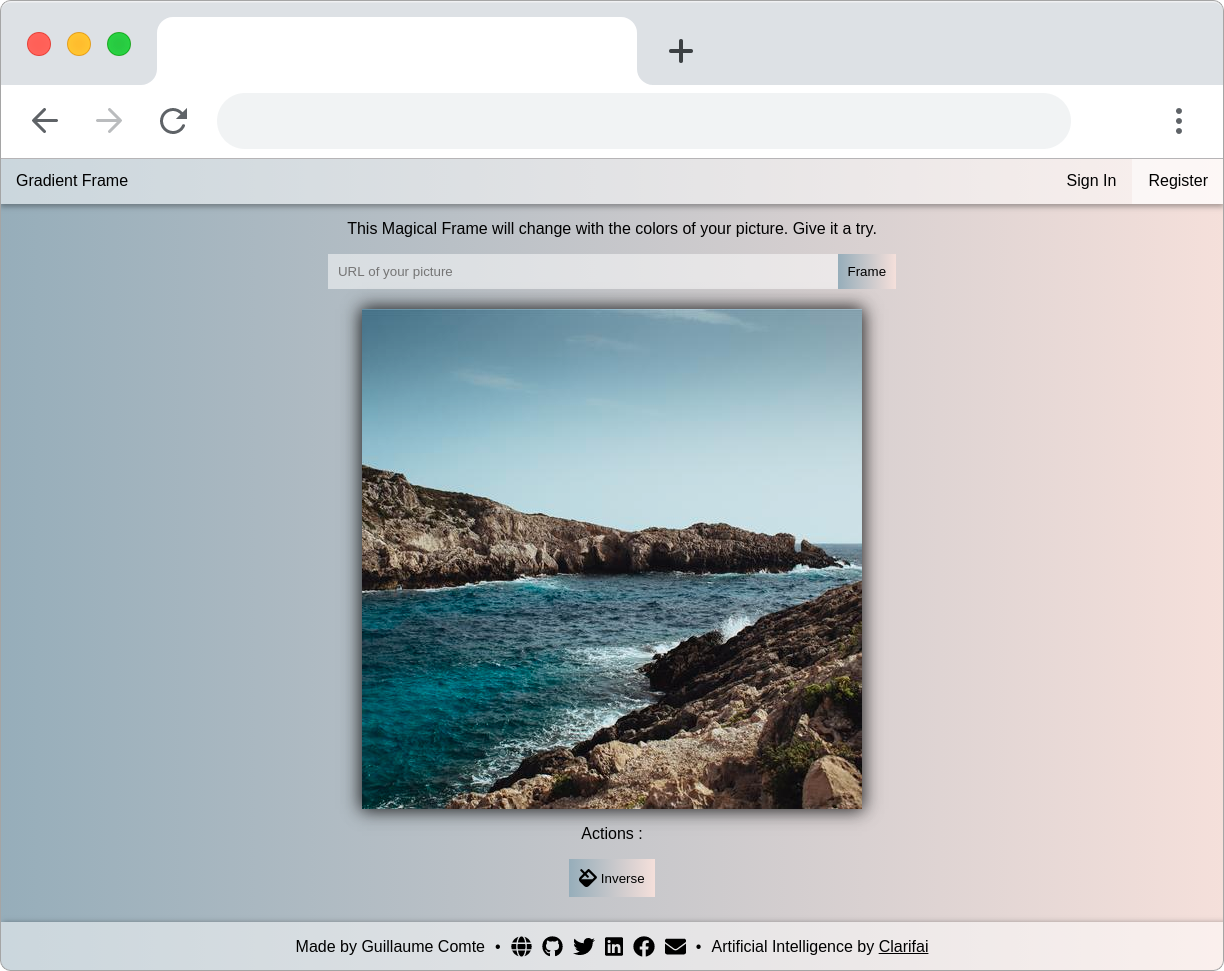 Gradient Frame Sign In Register
This Magical Frame will change with the colors of your picture. Give it a try.
URL of your picture Frame
Actions :
Inverse
Made by Guillaume Comte • • Artificial Intelligence by Clarifai